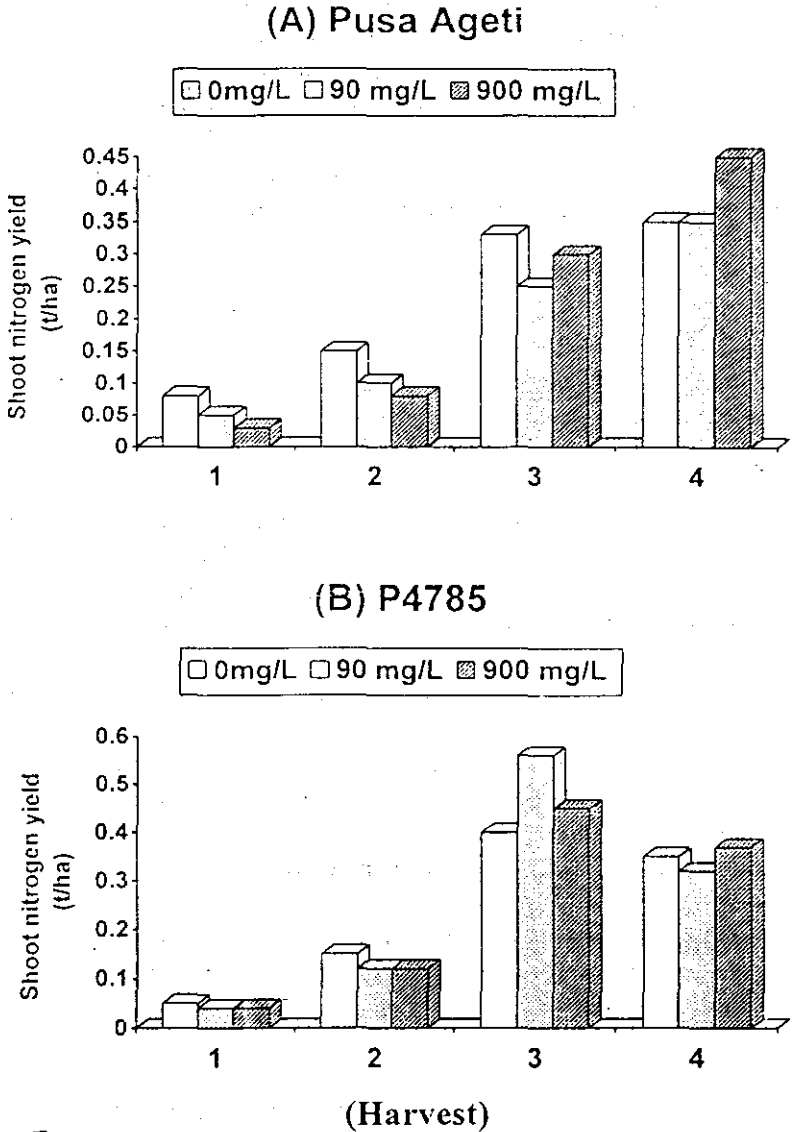 (A) Pusa Ageti
0mg/L 90 mg/L 900 mg/L
Shoot nitrogen yield
(t/ha)
0.45
0.4
0.35
0.3
0.25
0.2
0.15
0.1
0.05
0
1 2 3 4
(B) P4785
0mg/L 90 mg/L 900 mg/L
Shoot nitrogen yield
(t/ha)
0.6
0.5
0.4
0.3
0.2
0.1
0
1 2 3 4
(Harvest)